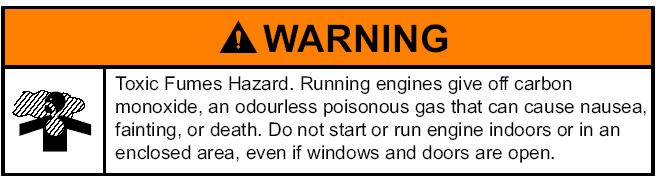 WARNING
Toxic Fumes Hazard. Running engines give off carbon
monoxide, an odourless poisonous gas that can cause nausea,
fainting, or death. Do not start or run engine indoors or in an
enclosed area, even if windows and doors are open.